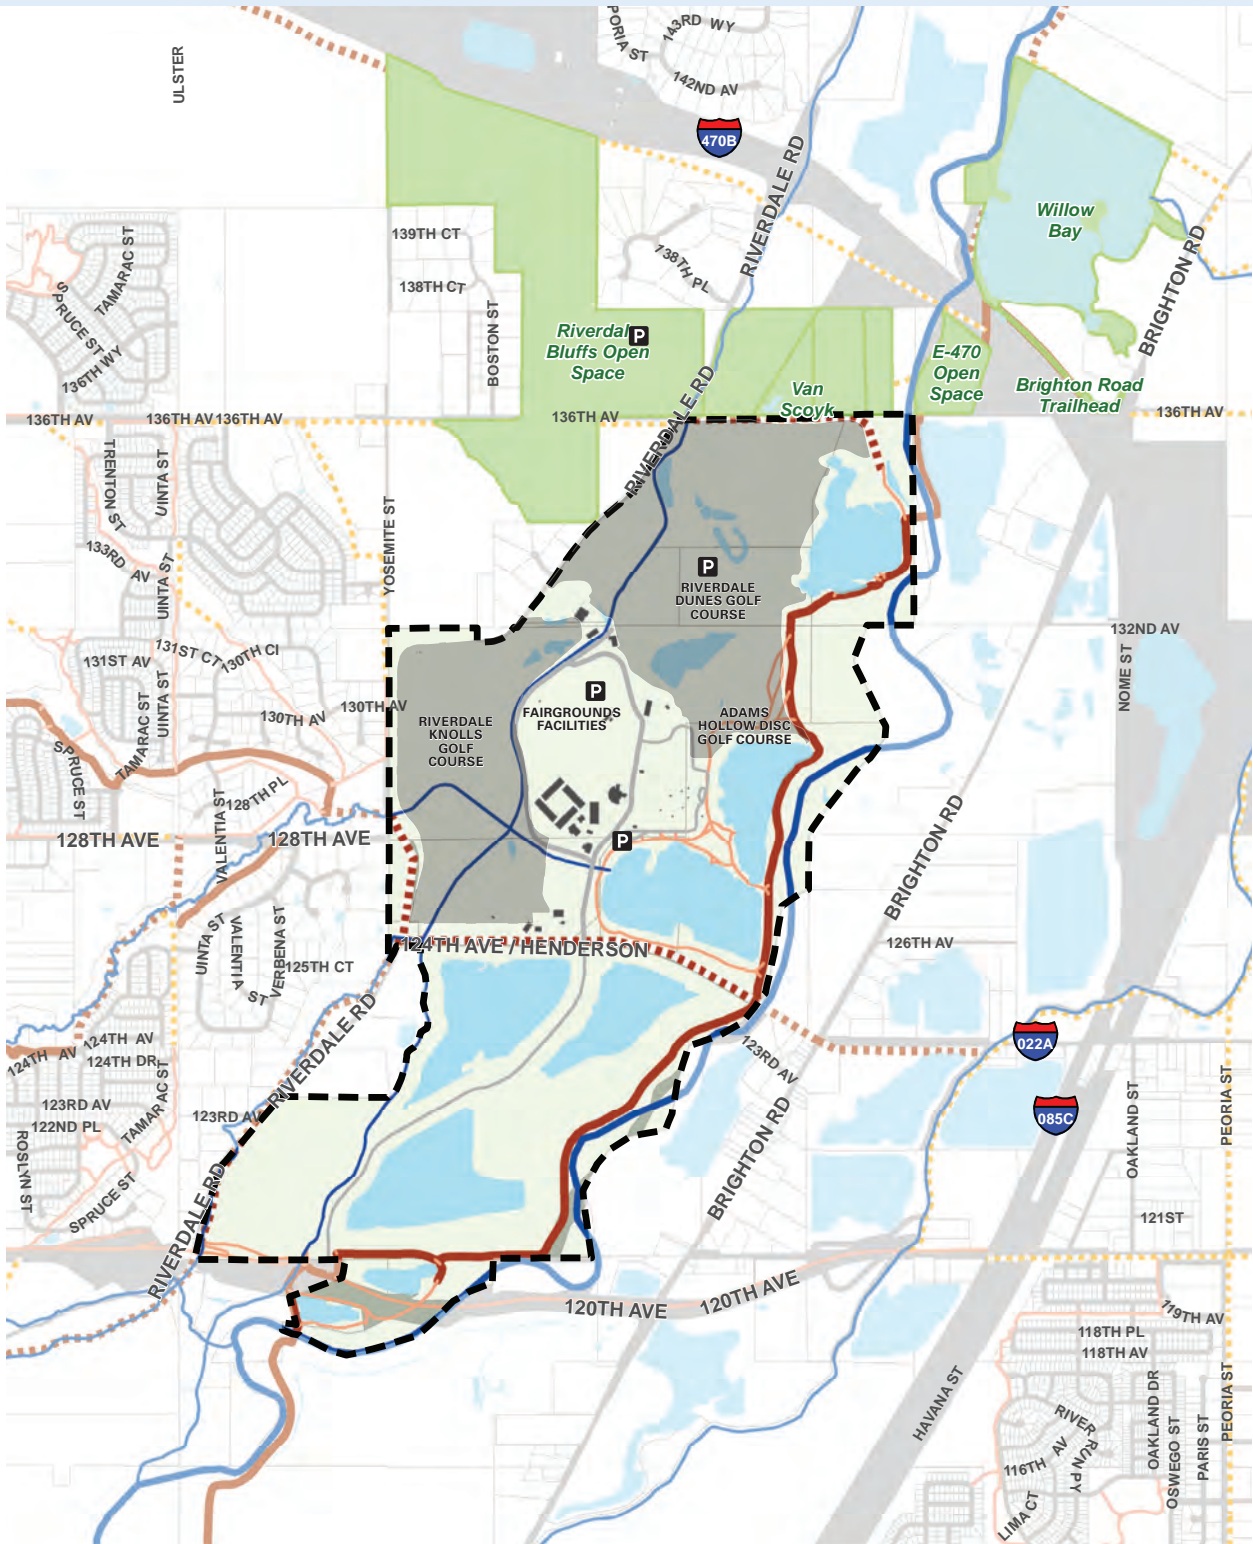 PORIA ST
143RD WY
142ND AV
ULSTER
470B
RIVERDALE RD
Willow
Bay
BRIGHTON RD
139TH CT
138TH CT
138TH PL
BOSTON ST
TAMARAC ST
SPRUCE ST
136TH WY
Riverdal
Bluffs Open
Space
P
Van
Scoyk
E-470
Open
Space
Brighton Road
Trailhead
136TH AV
136TH AV
136TH AV
136TH AV
136TH AV
RIVERDALE RD
TRENTON ST
UINTA ST
133RD AV
YOSEMITE ST
UINTA ST
P
RIVERDALE
DUNES GOLF
COURSE
132ND AV
NOME ST
131ST AV
131ST CT
130TH CI
TAMARAC ST
UINTA ST
130TH AV
130TH AV
RIVERDALE
KNOLLS
GOLF
COURSE
P
FAIRGROUNDS
FACILITIES
ADAMS
HOLLOW DISC
GOLF COURSE
SPRUCE ST
VALENTIA ST
128TH PL
128TH AVE
128TH AVE
P
BRIGHTON RD
UINTA ST
VALENTIA ST
VERBENA ST
125TH CT
124TH AVE / HENDERSON
126TH AV
RIVERDALE RD
124TH AV
124TH AV
124TH DR
123RD AV
122ND PL
ROSLYN ST
TAMARAC ST
123RD AV
SPRUCE ST
RIVERDALE RD
123RD AV
BRIGHTON RD
022A
085C
OAKLAND ST
PEORIA ST
121ST
120TH AVE
120TH AVE
119TH AV
118TH PL
118TH AV
HAVANA ST
RIVER RUN PY
116TH AV
LIMA CT
OAKLAND DR
OSWEGO ST
PARIS ST
PEORIA ST